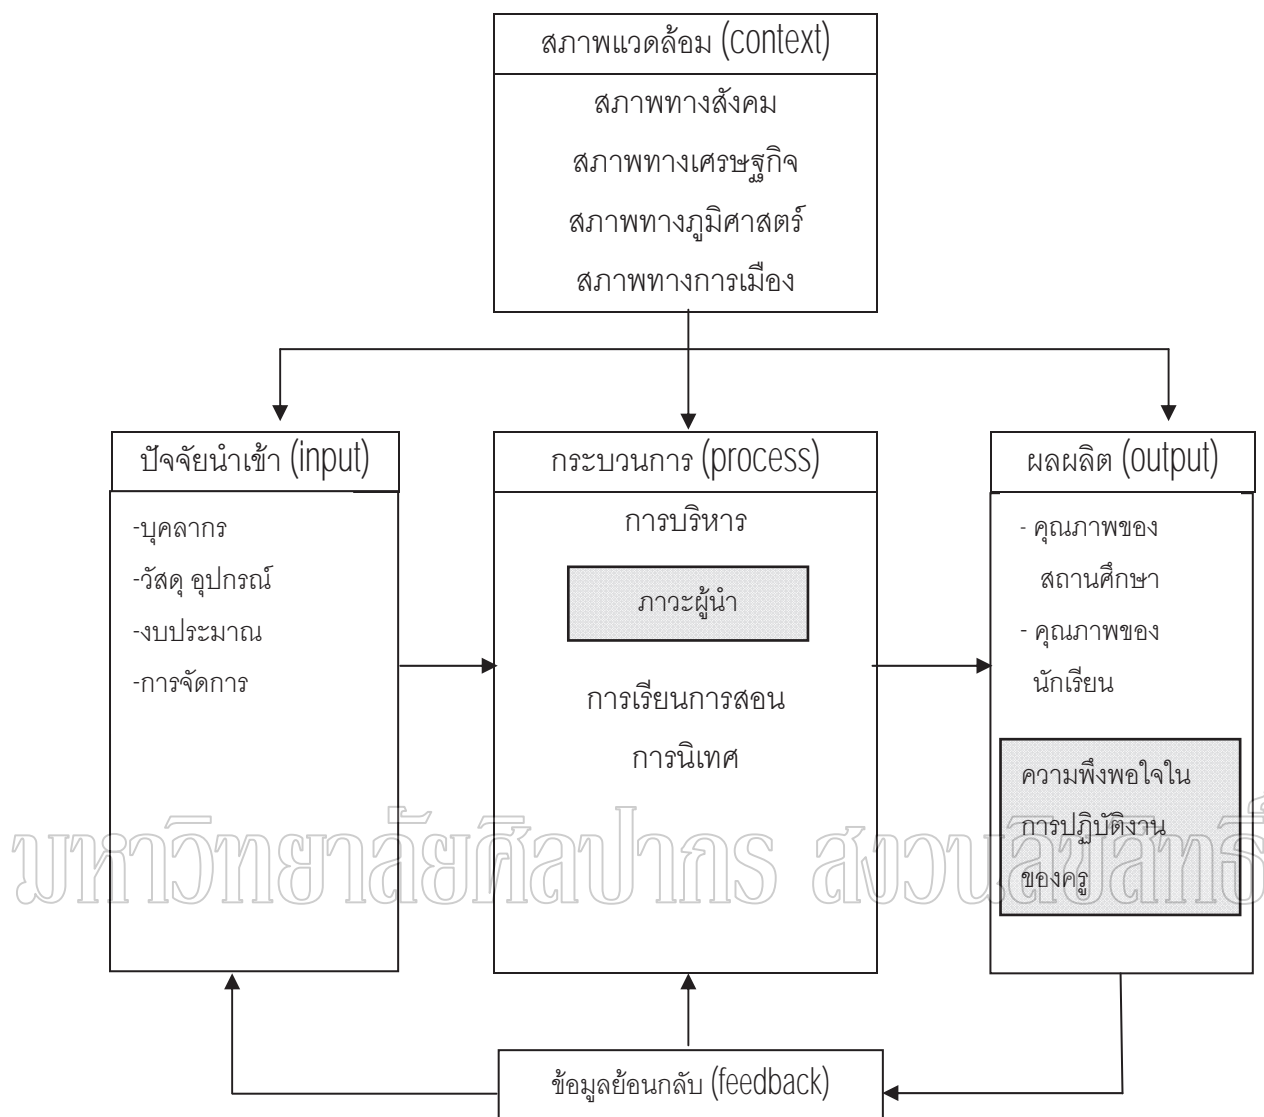 สภาพแวดล้อม (context)
สภาพทางสังคม
สภาพทางเศรษฐกิจ
สภาพทางภูมิศาสตร์
สภาพทางการเมือง
ปัจจัยนำเข้า (input)
-บุคลากร
-วัสดุ อุปกรณ์
-งบประมาณ
-การจัดการ
กระบวนการ (process)
การบริหาร
ภาวะผู้นำ
การเรียนการสอน
การนิเทศ
ผลผลิต (output)
- คุณภาพของ
สถานศึกษา
- คุณภาพของ
นักเรียน
ความพึงพอใจใน
การปฏิบัติงาน
ของครู
มหาวิทยาลัยศิลปากร สงวนลิขสิทธิ์
ข้อมูลย้อนกลับ (feedback)